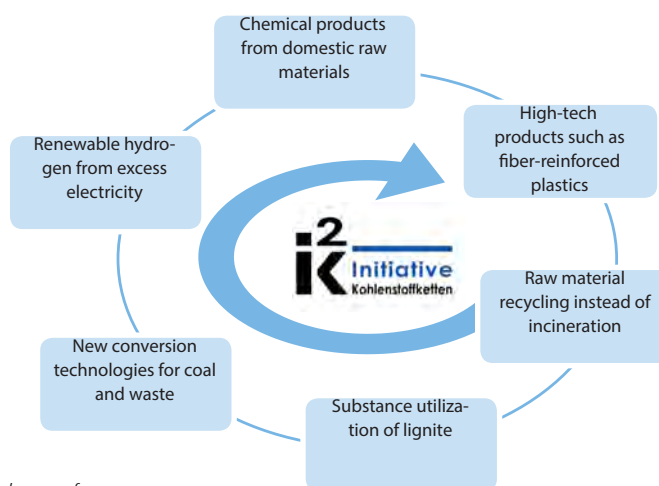 Chemical products
from domestic raw
materials
High-tech
products such as
fiber-reinforced
plastics
Renewable hydro-
gen from excess
electricity
i2K
Initiative
Kohlenstoffketten
Raw material
recycling instead of
incineration
New conversion
technologies for coal
and waste
Substance utiliza-
tion of lignite